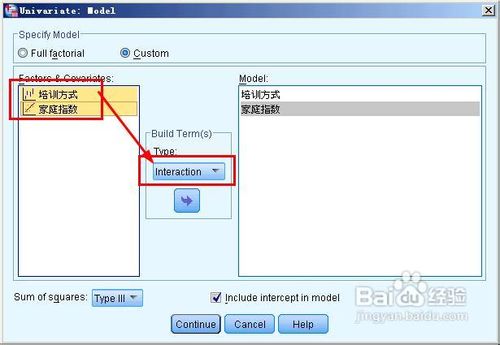 Univariate: Model
Specify Model
Full factorial
Custom
Factors & Covariates:
培训方式
家庭指数
Build Term(s)
Type:
Interaction
Model:
培训方式
家庭指数
Sum of squares:
Type III
Include intercept in model
Continue
Cancel
Help
Baidu 经验
jingyan.baidu.com